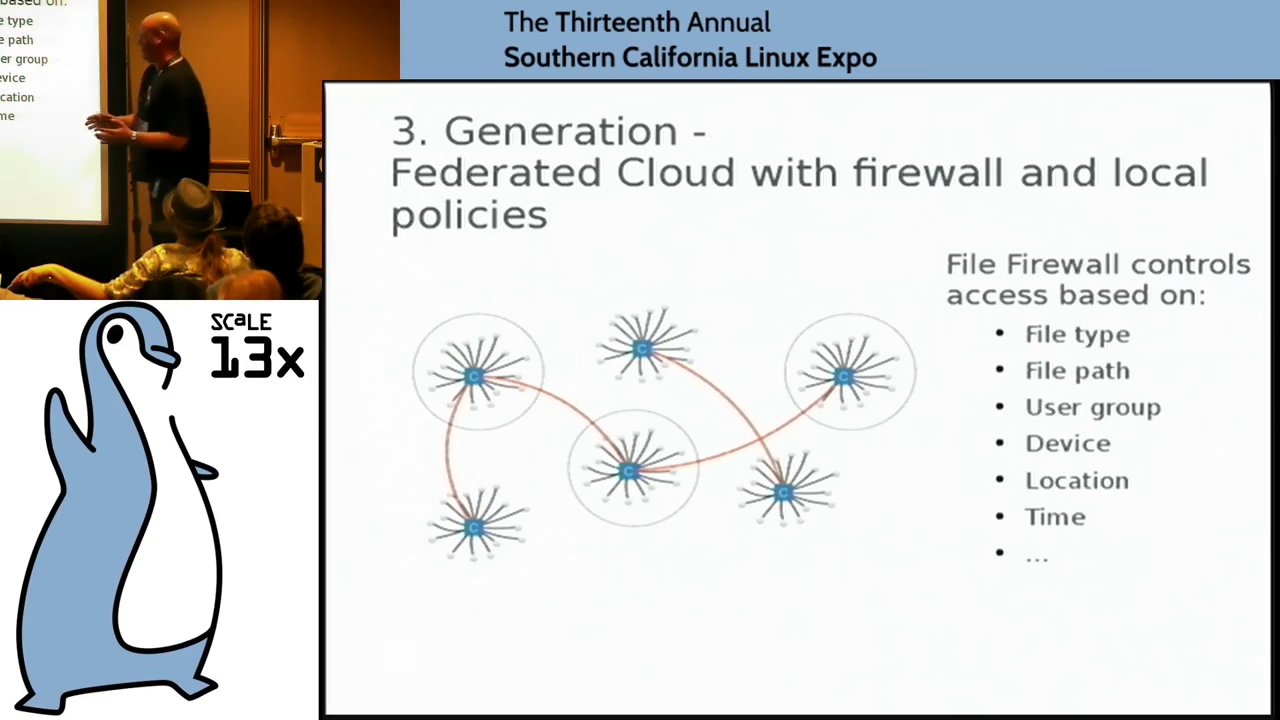 based on:
e type
e path
er group
evice
cation
me
The Thirteenth Annual
Southern California Linux Expo
SCaLE
13x
3. Generation -
Federated Cloud with firewall and local
policies
File Firewall controls
access based on:
• File type
• File path
• User group
• Device
• Location
• Time
• ...
C
C
C
C
C
C